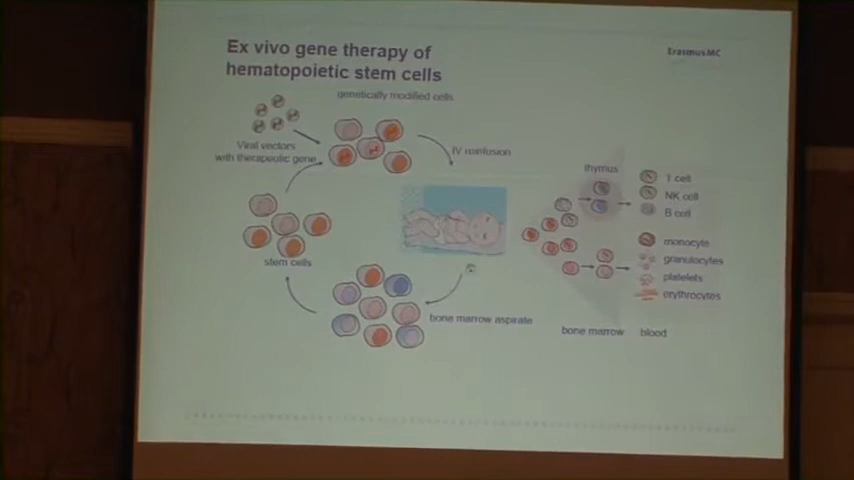 Ex vivo gene therapy of
hematopoietic stem cells
Erasmus MC
genetically modified cells
Viral vectors
with therapeutic gene
IV reinfusion
stem cells
bone marrow aspirate
thymus
T cell
NK cell
B cell
monocyte
granulocytes
platelets
erythrocytes
bone marrow
blood